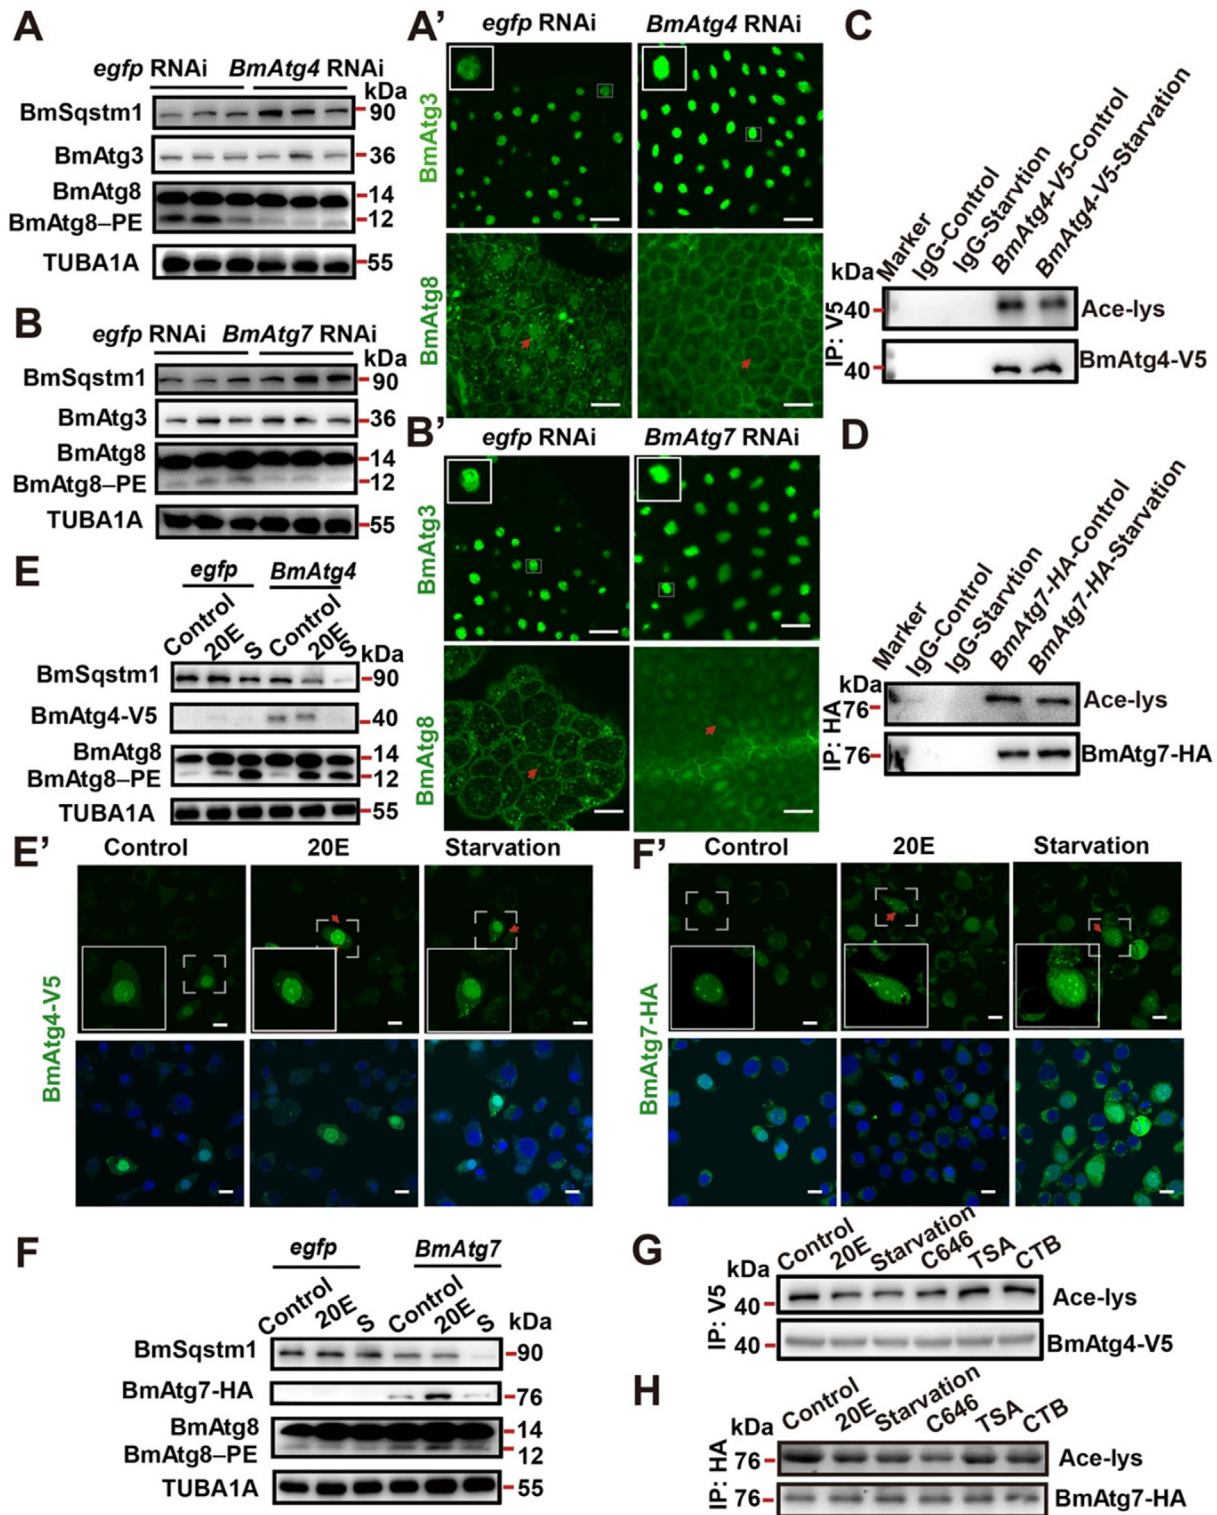 A
egfp RNAi BmAtg4 RNAi
kDa
BmSqstm1 90
BmAtg3 36
BmAtg8 14
BmAtg8–PE 12
TUBA1A 55
A’
egfp RNAi BmAtg4 RNAi
BmAtg3
BmAtg8
C
Marker
IgG-Control
IgG-Starvtion
BmAtg4-V5-Control
BmAtg4-V5-Starvation
kDa
IP: V5
40 Ace-lys
40 BmAtg4-V5
B
egfp RNAi BmAtg7 RNAi
kDa
BmSqstm1 90
BmAtg3 36
BmAtg8 14
BmAtg8–PE 12
TUBA1A 55
B’
egfp RNAi BmAtg7 RNAi
BmAtg3
BmAtg8
D
Marker
IgG-Control
IgG-Starvtion
BmAtg7-HA-Control
BmAtg7-HA-Starvation
kDa
IP: HA
76 Ace-lys
76 BmAtg7-HA
E
egfp BmAtg4
Control 20E S Control 20E S
kDa
BmSqstm1 90
BmAtg4-V5 40
BmAtg8 14
BmAtg8–PE 12
TUBA1A 55
E’
Control 20E Starvation
BmAtg4-V5
F’
Control 20E Starvation
BmAtg7-HA
F
egfp BmAtg7
Control 20E S Control 20E S
kDa
BmSqstm1 90
BmAtg7-HA 76
BmAtg8 14
BmAtg8–PE 12
TUBA1A 55
G
Control 20E Starvation C646 TSA CTB
kDa
IP: V5
40 Ace-lys
40 BmAtg4-V5
H
Control 20E Starvation C646 TSA CTB
kDa
IP: HA
76 Ace-lys
76 BmAtg7-HA